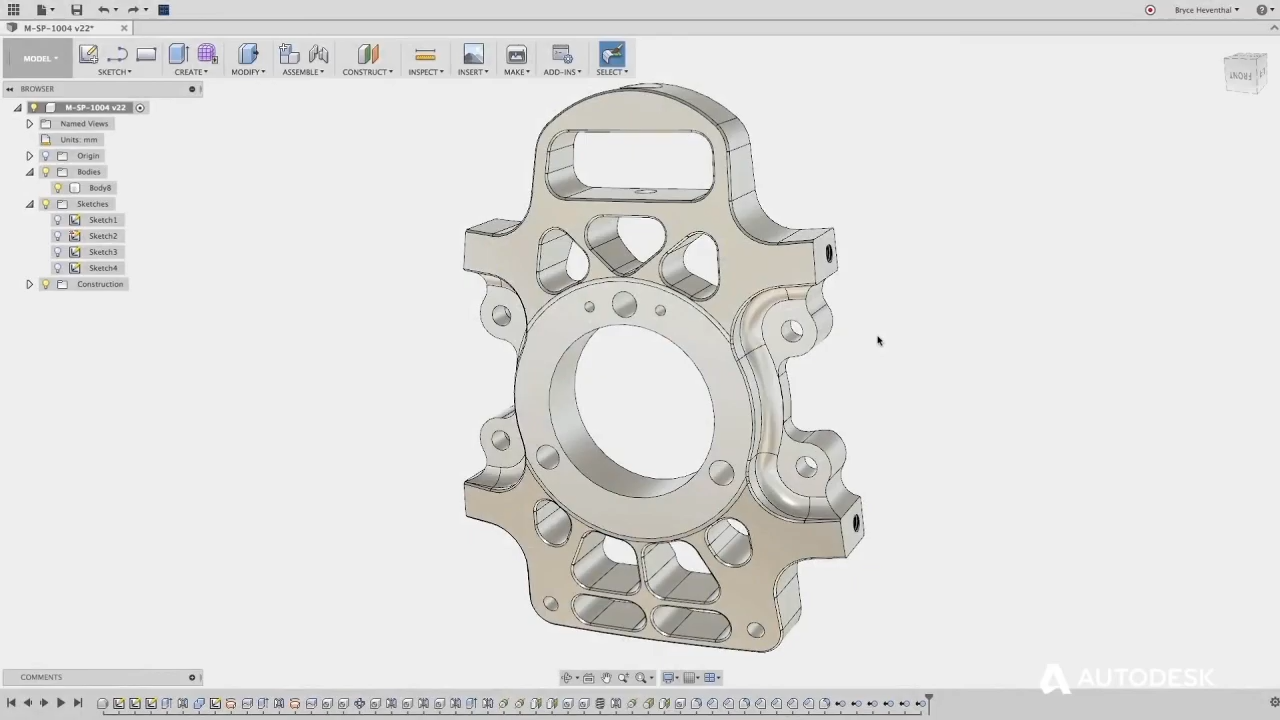 Bryce Heventhal
M-SP-1004 v22*
MODEL
SKETCH
CREATE
MODIFY
ASSEMBLE
CONSTRUCT
INSPECT
INSERT
MAKE
ADD-INS
SELECT
FRONT
BROWSER
M-SP-1004 v22
Named Views
Units: mm
Origin
Bodies
Body8
Sketches
Sketch1
Sketch2
Sketch3
Sketch4
Construction
COMMENTS
AUTODESK